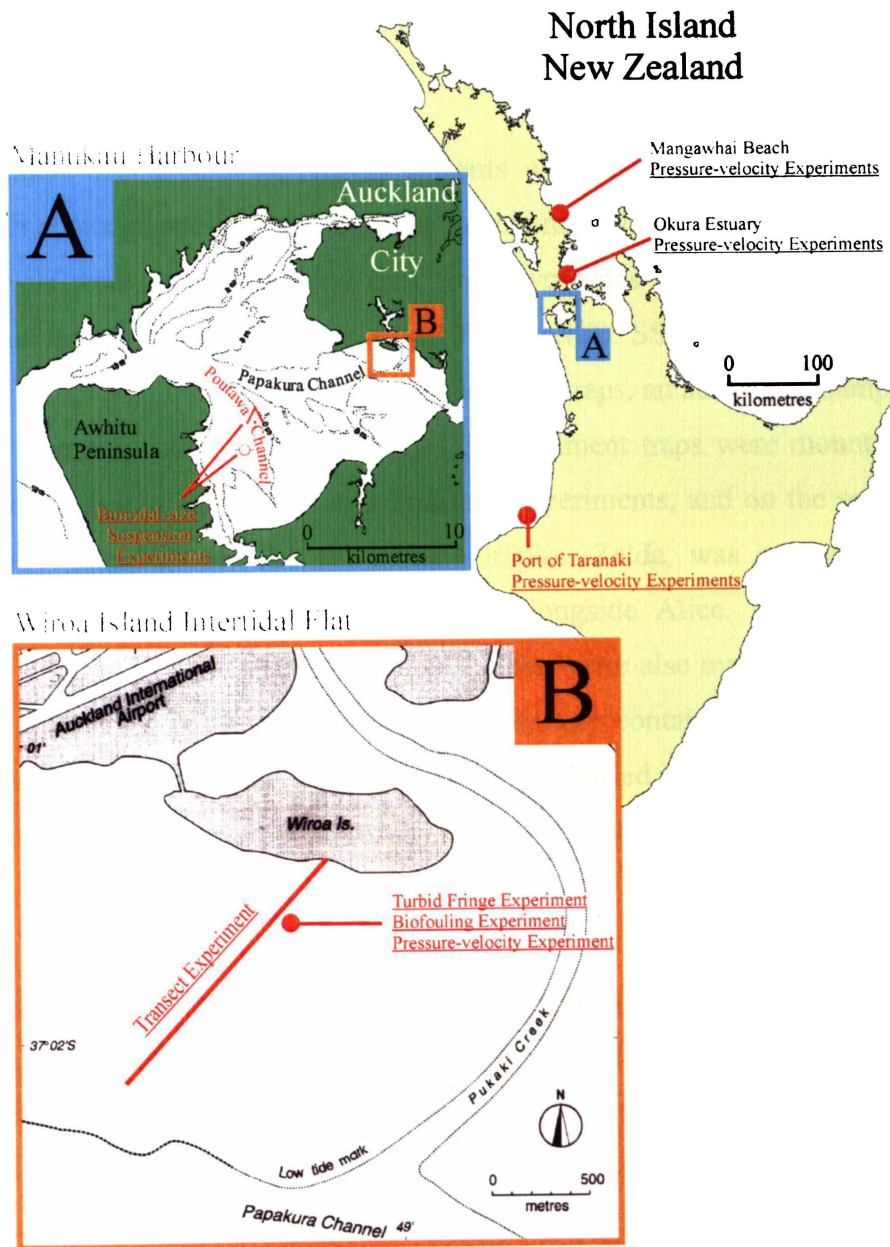 North Island
New Zealand
Mangawhai Beach
Pressure-velocity Experiments
Okura Estuary
Pressure-velocity Experiments
A
0 100
kilometres
Port of Taranaki
Pressure-velocity Experiments
Manukau Harbour
A
Auckland
City
B
Papakura Channel
Poutawa Channel
Awhitu
Peninsula
Bimodal-size
Suspension
Experiments
0 10
kilometres
Wiroa Island Intertidal Flat
B
Auckland International
Airport
01'
Wiroa Is.
Turbid Fringe Experiment
Biofouling Experiment
Pressure-velocity Experiment
Transect Experiment
37°02'S
Pukaki Creek
N
Low tide mark
0 500
metres
Papakura Channel
49'